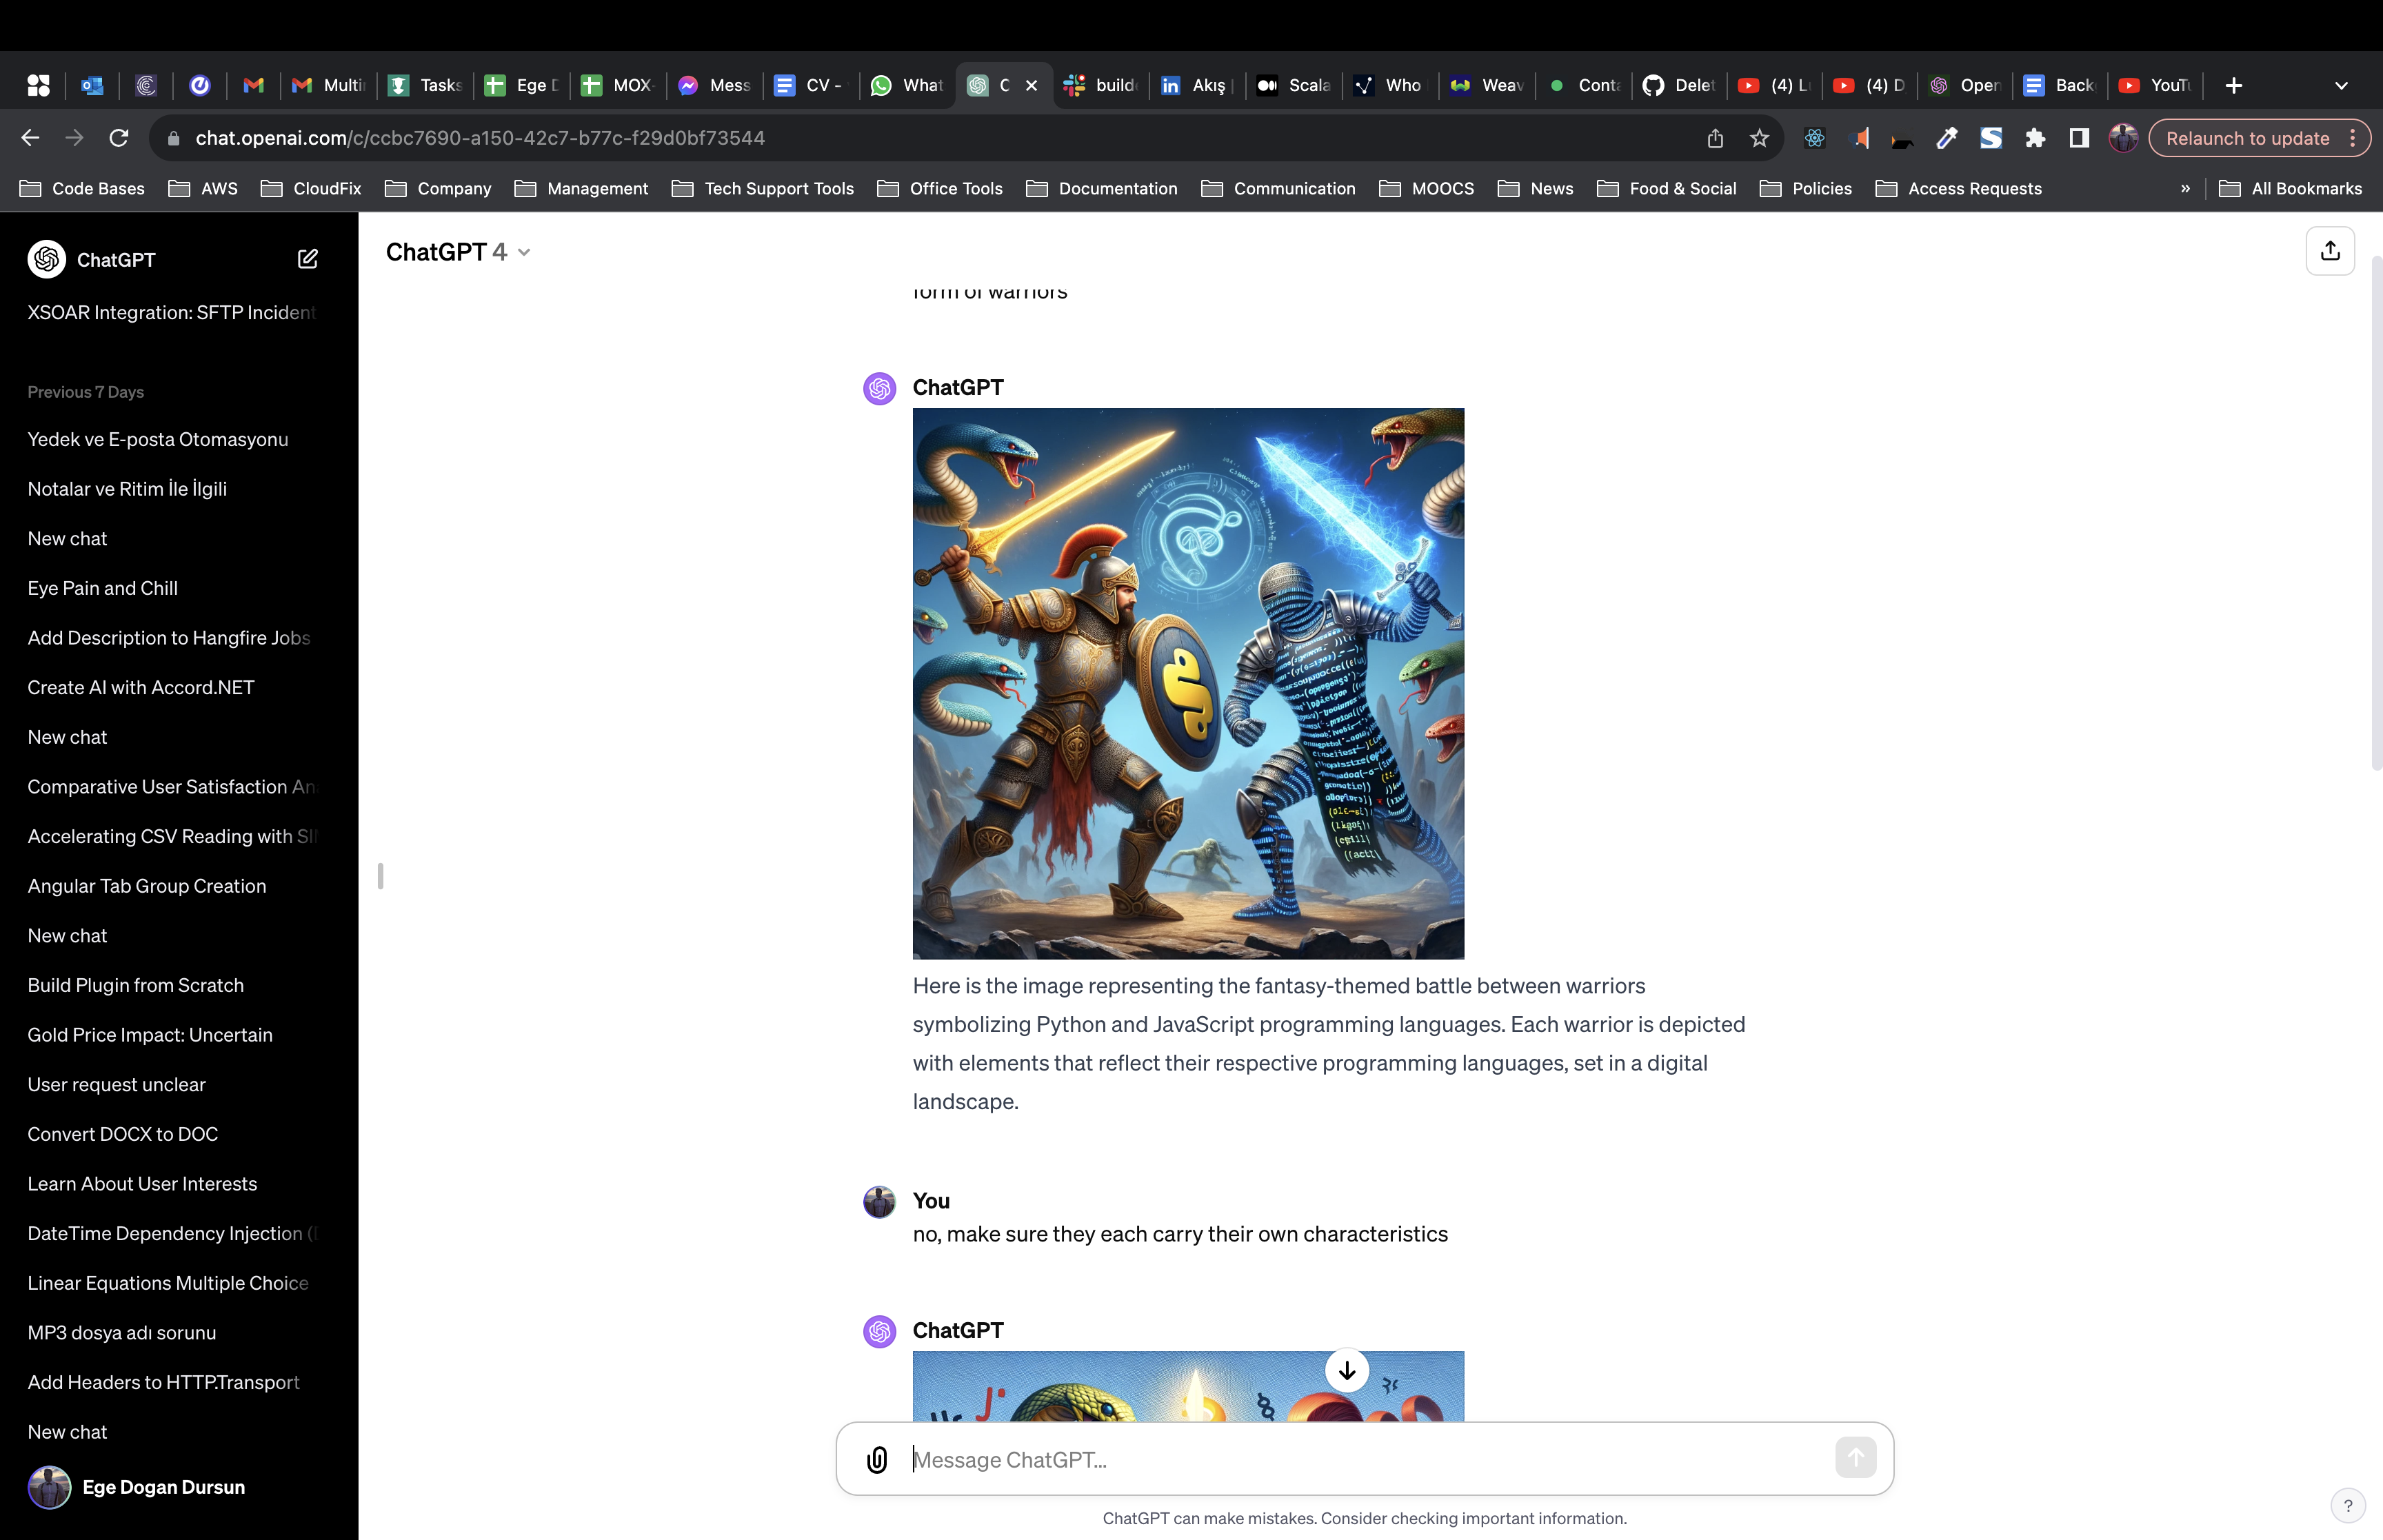 Multi
Tasks
Ege D
MOX-
Mess
CV -
What
C
build
Akış
Scala
Who
Weav
Conta
Delet
(4) L
(4) D
Open
Back
YouTu
chat.openai.com/c/ccbc7690-a150-42c7-b77c-f29d0bf73544
Relaunch to update
Code Bases
AWS
CloudFix
Company
Management
Tech Support Tools
Office Tools
Documentation
Communication
MOOCS
News
Food & Social
Policies
Access Requests
»
All Bookmarks
ChatGPT
XSOAR Integration: SFTP Incident
Previous 7 Days
Yedek ve E-posta Otomasyonu
Notalar ve Ritim İle İlgili
New chat
Eye Pain and Chill
Add Description to Hangfire Jobs
Create AI with Accord.NET
New chat
Comparative User Satisfaction An
Accelerating CSV Reading with SI
Angular Tab Group Creation
New chat
Build Plugin from Scratch
Gold Price Impact: Uncertain
User request unclear
Convert DOCX to DOC
Learn About User Interests
DateTime Dependency Injection (
Linear Equations Multiple Choice
MP3 dosya adı sorunu
Add Headers to HTTP.Transport
New chat
Ege Dogan Dursun
ChatGPT 4
form of warriors
ChatGPT
Here is the image representing the fantasy-themed battle between warriors
symbolizing Python and JavaScript programming languages. Each warrior is depicted
with elements that reflect their respective programming languages, set in a digital
landscape.
You
no, make sure they each carry their own characteristics
ChatGPT
Message ChatGPT...
ChatGPT can make mistakes. Consider checking important information.
?